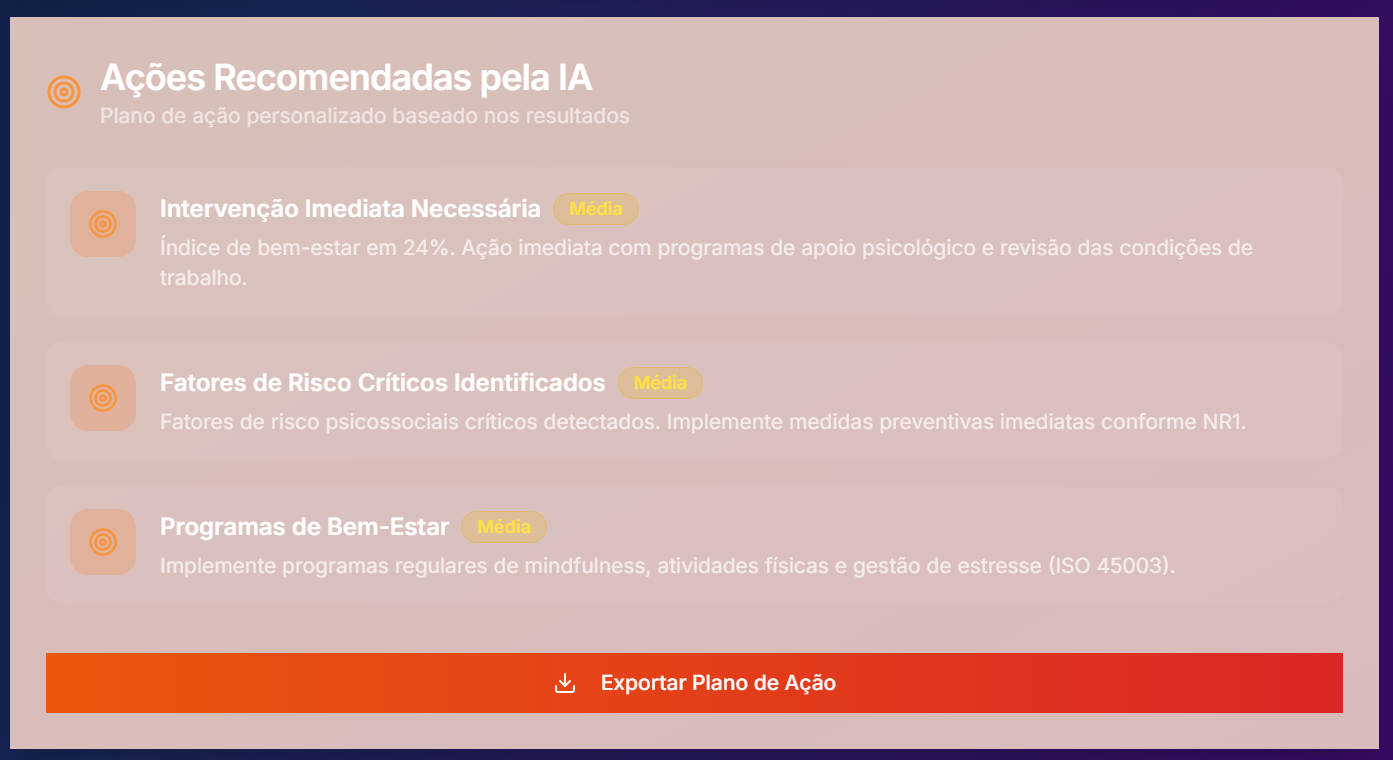 Ações Recomendadas pela IA
Plano de ação personalizado baseado nos resultados
Intervenção Imediata Necessária Média
Índice de bem-estar em 24%. Ação imediata com programas de apoio psicológico e revisão das condições de
trabalho.
Fatores de Risco Críticos Identificados Média
Fatores de risco psicossociais críticos detectados. Implemente medidas preventivas imediatas conforme NR1.
Programas de Bem-Estar Média
Implemente programas regulares de mindfulness, atividades físicas e gestão de estresse (ISO 45003).
Exportar Plano de Ação